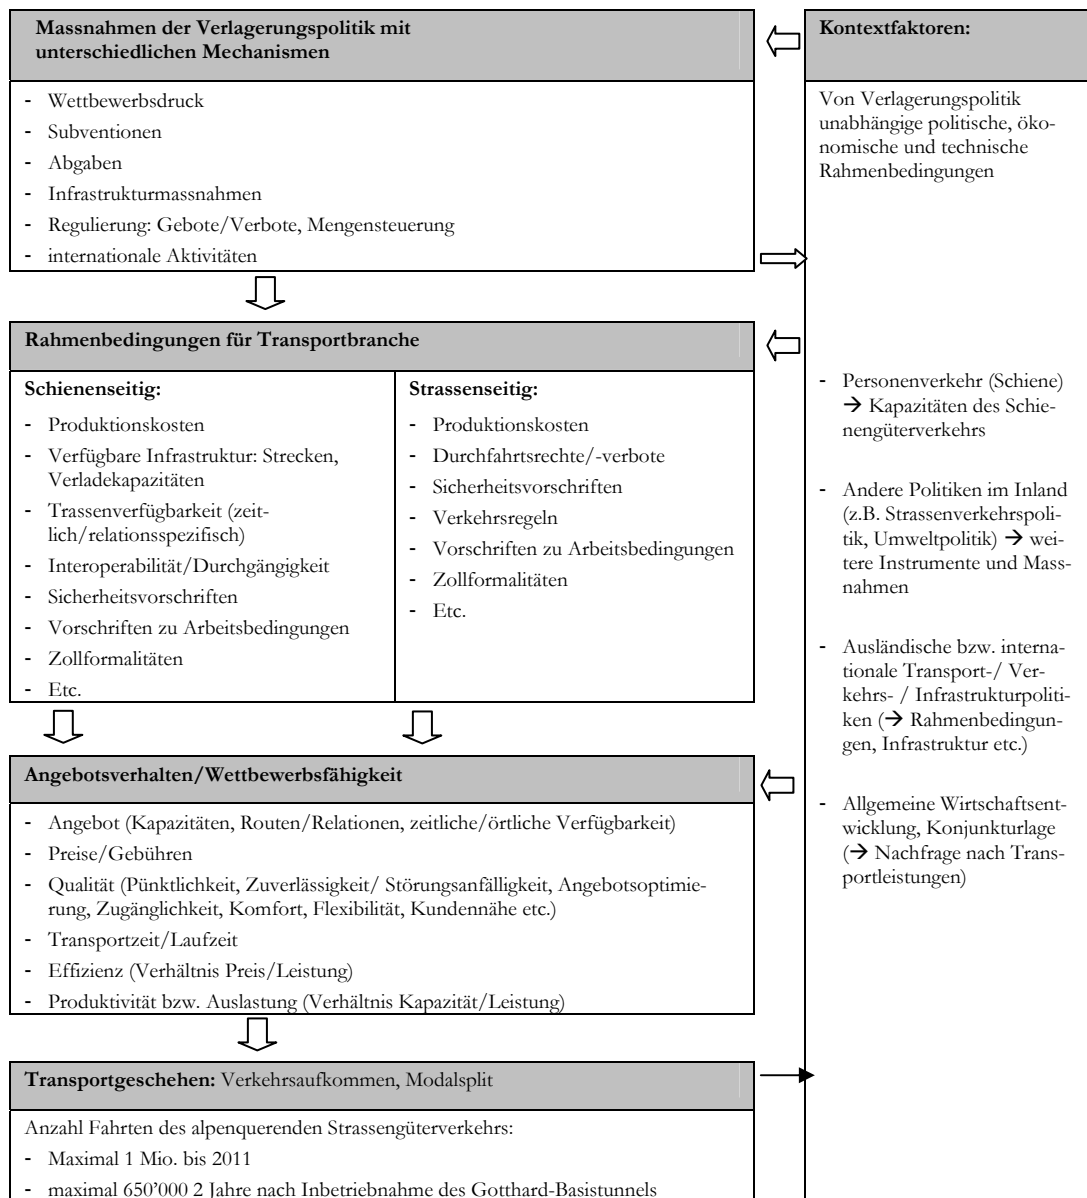 Massnahmen der Verlagerungspolitik mit
unterschiedlichen Mechanismen
- Wettbewerbsdruck
- Subventionen
- Abgaben
- Infrastrukturmassnahmen
- Regulierung: Gebote/Verbote, Mengensteuerung
- internationale Aktivitäten
Rahmenbedingungen für Transportbranche
Schienenseitig:
- Produktionskosten
- Verfügbare Infrastruktur: Strecken,
Verladekapazitäten
- Trassenverfügbarkeit (zeit-
lich/relationsspezifisch)
- Interoperabilität/Durchgängigkeit
- Sicherheitsvorschriften
- Vorschriften zu Arbeitsbedingungen
- Zollformalitäten
- Etc.
Strassenseitig:
- Produktionskosten
- Durchfahrtsrechte/-verbote
- Sicherheitsvorschriften
- Verkehrsregeln
- Vorschriften zu Arbeitsbedingungen
- Zollformalitäten
- Etc.
Angebotsverhalten/Wettbewerbsfähigkeit
- Angebot (Kapazitäten, Routen/Relationen, zeitliche/örtliche Verfügbarkeit)
- Preise/Gebühren
- Qualität (Pünktlichkeit, Zuverlässigkeit/ Störungsanfälligkeit, Angebotsoptimie-
rung, Zugänglichkeit, Komfort, Flexibilität, Kundennähe etc.)
- Transportzeit/Laufzeit
- Effizienz (Verhältnis Preis/Leistung)
- Produktivität bzw. Auslastung (Verhältnis Kapazität/Leistung)
Transportgeschehen: Verkehrsaufkommen, Modalsplit
Anzahl Fahrten des alpenquerenden Strassengüterverkehrs:
- Maximal 1 Mio. bis 2011
- maximal 650'000 2 Jahre nach Inbetriebnahme des Gotthard-Basistunnels
Kontextfaktoren:
Von Verlagerungspolitik
unabhängige politische, öko-
nomische und technische
Rahmenbedingungen
- Personenverkehr (Schiene)
→ Kapazitäten des Schie-
nengüterverkehrs
- Andere Politiken im Inland
(z.B. Strassenverkehrspoli-
tik, Umweltpolitik) → wei-
tere Instrumente und Mass-
nahmen
- Ausländische bzw. interna-
tionale Transport-/ Ver-
kehrs- / Infrastrukturpoliti-
ken (→ Rahmenbedingun-
gen, Infrastruktur etc.)
- Allgemeine Wirtschaftsent-
wicklung, Konjunkturlage
(→ Nachfrage nach Trans-
portleistungen)